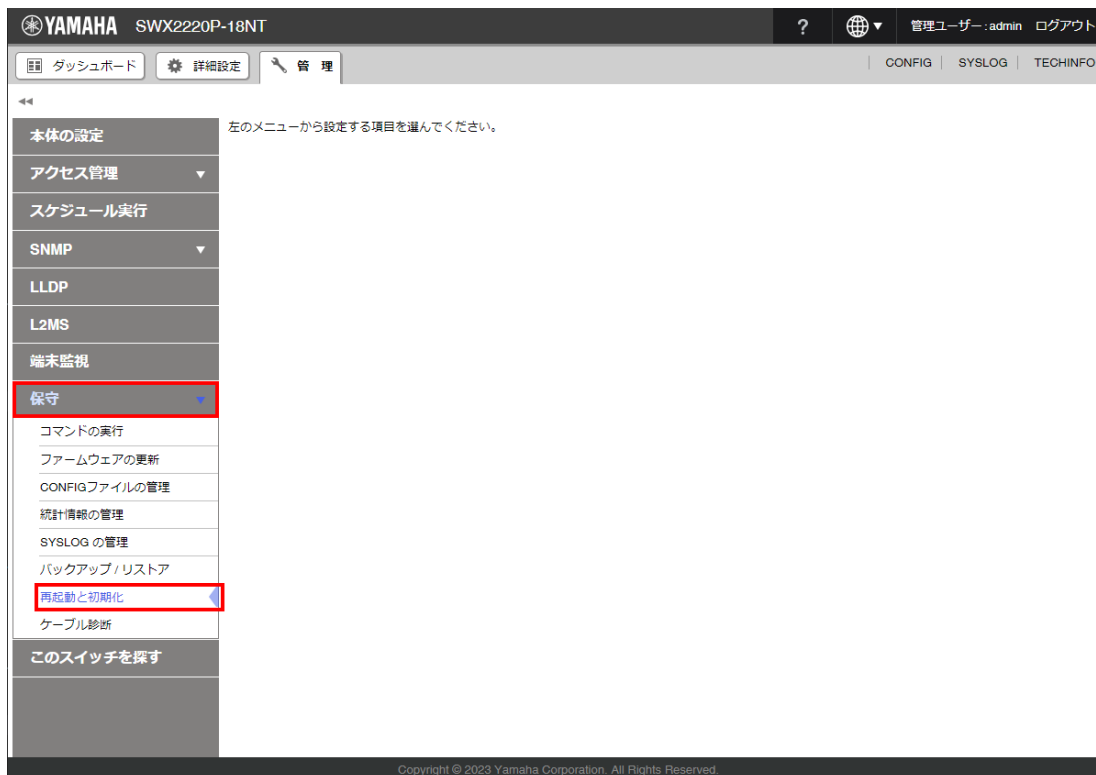 YAMAHA SWX2220P-18NT ? 管理ユーザー:admin ログアウト
ダッシュボード 詳細設定 管 理 CONFIG SYSLOG TECHINFO
本体の設定
左のメニューから設定する項目を選んでください。
アクセス管理
スケジュール実行
SNMP
LLDP
L2MS
端末監視
保守
コマンドの実行
ファームウェアの更新
CONFIGファイルの管理
統計情報の管理
SYSLOG の管理
バックアップ / リストア
再起動と初期化
ケーブル診断
このスイッチを探す
Copyright © 2023 Yamaha Corporation. All Rights Reserved.